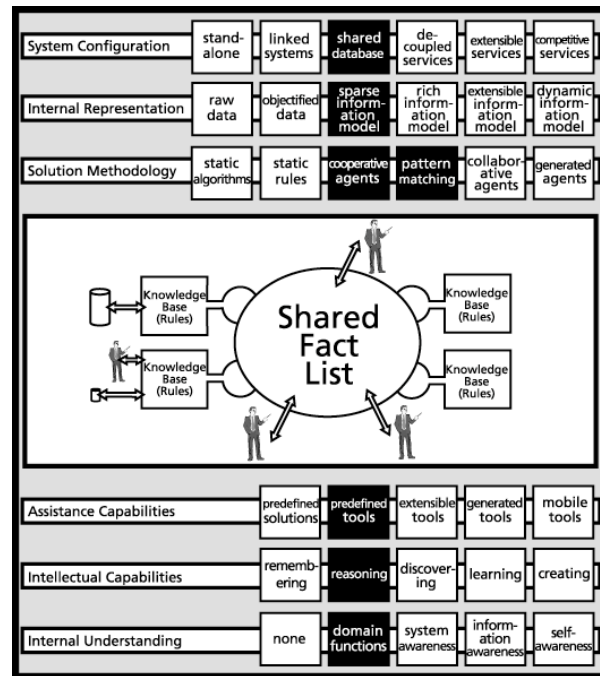 System Configuration
stand-
alone
linked
systems
shared
database
de-
coupled
services
extensible
services
competitive
services
Internal Representation
raw
data
objectified
data
sparse
inform-
ation
model
rich
inform-
ation
model
extensible
inform-
ation
model
dynamic
inform-
ation
model
Solution Methodology
static
algorithms
static
rules
cooperative
agents
pattern
matching
collabor-
ative
agents
generated
agents
Knowledge
Base
(Rules)
Knowledge
Base
(Rules)
Shared
Fact
List
Knowledge
Base
(Rules)
Knowledge
Base
(Rules)
Assistance Capabilities
predefined
solutions
predefined
tools
extensible
tools
generated
tools
mobile
tools
Intellectual Capabilities
rememb-
ering
reasoning
discover-
ing
learning
creating
Internal Understanding
none
domain
functions
system
awareness
inform-
ation
awareness
self-
awareness